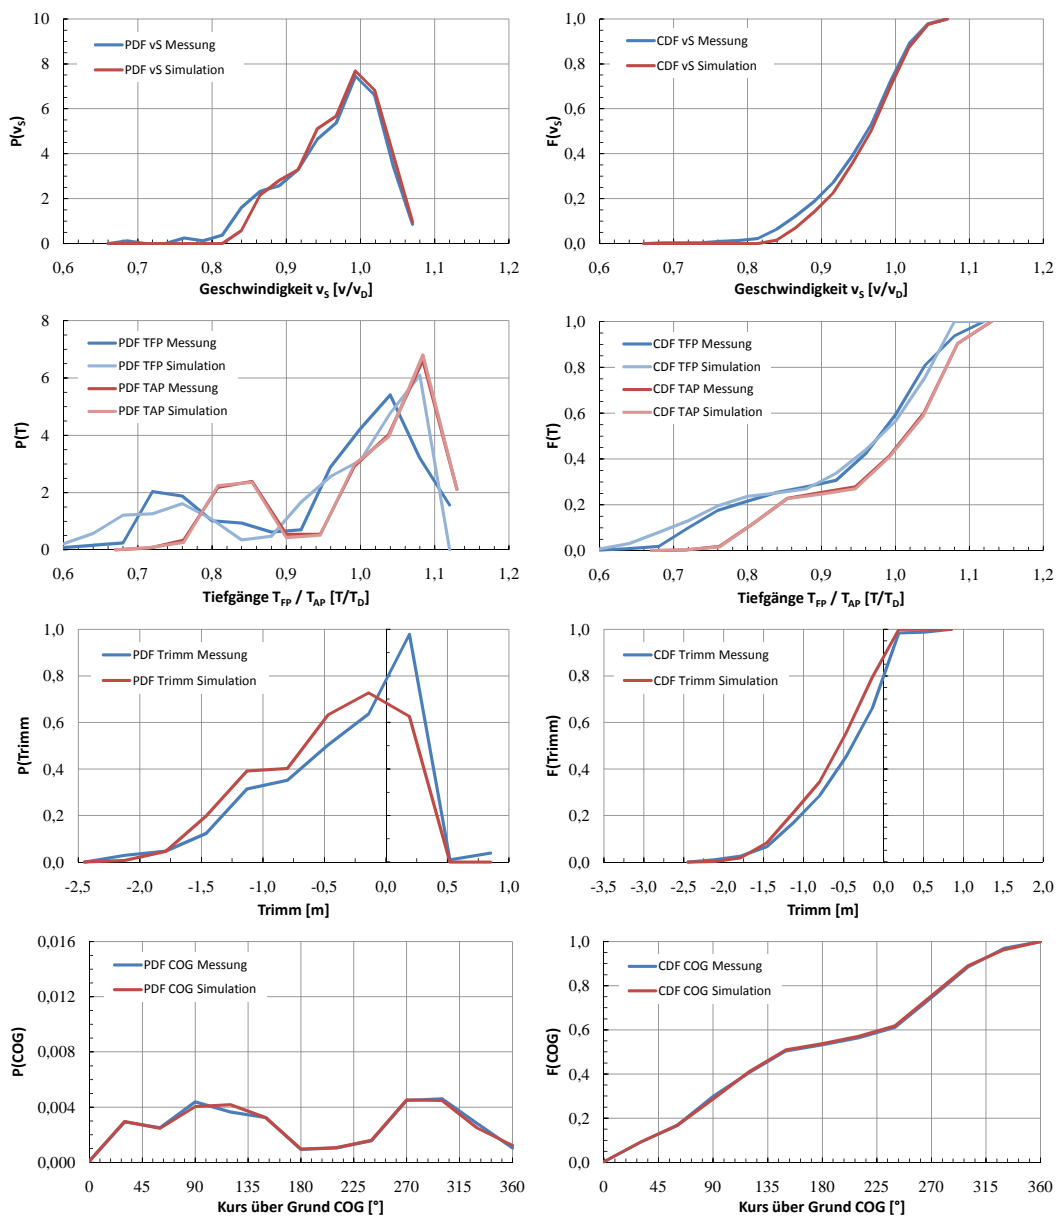 10
8
6
4
2
0
P(vS)
PDF vS Messung
PDF vS Simulation
0,6 0,7 0,8 0,9 1,0 1,1 1,2
Geschwindigkeit vS [v/vD]
1,0
0,8
0,6
0,4
0,2
0,0
F(vS)
CDF vS Messung
CDF vS Simulation
0,6 0,7 0,8 0,9 1,0 1,1 1,2
Geschwindigkeit vS [v/vD]
8
6
4
2
0
P(T)
PDF TFP Messung
PDF TFP Simulation
PDF TAP Messung
PDF TAP Simulation
0,6 0,7 0,8 0,9 1,0 1,1 1,2
Tiefgänge TFP / TAP [T/TD]
1,0
0,8
0,6
0,4
0,2
0,0
F(T)
CDF TFP Messung
CDF TFP Simulation
CDF TAP Messung
CDF TAP Simulation
0,6 0,7 0,8 0,9 1,0 1,1 1,2
Tiefgänge TFP / TAP [T/TD]
1,0
0,8
0,6
0,4
0,2
0,0
P(Trimm
PDF Trimm Messung
PDF Trimm Simulation
-2,5 -2,0 -1,5 -1,0 -0,5 0,0 0,5 1,0
Trimm [m]
1,0
0,8
0,6
0,4
0,2
0,0
F(Trimm)
CDF Trimm Messung
CDF Trimm Simulation
-3,5 -3,0 -2,5 -2,0 -1,5 -1,0 -0,5 0,0 0,5 1,0 1,5 2,0
Trimm [m]
0,016
0,012
0,008
0,004
0,000
P(COG)
PDF COG Messung
PDF COG Simulation
0 45 90 135 180 225 270 315 360
Kurs über Grund COG [°]
1,0
0,8
0,6
0,4
0,2
0,0
F(COG)
CDF COG Messung
CDF COG Simulation
0 45 90 135 180 225 270 315 360
Kurs über Grund COG [°]